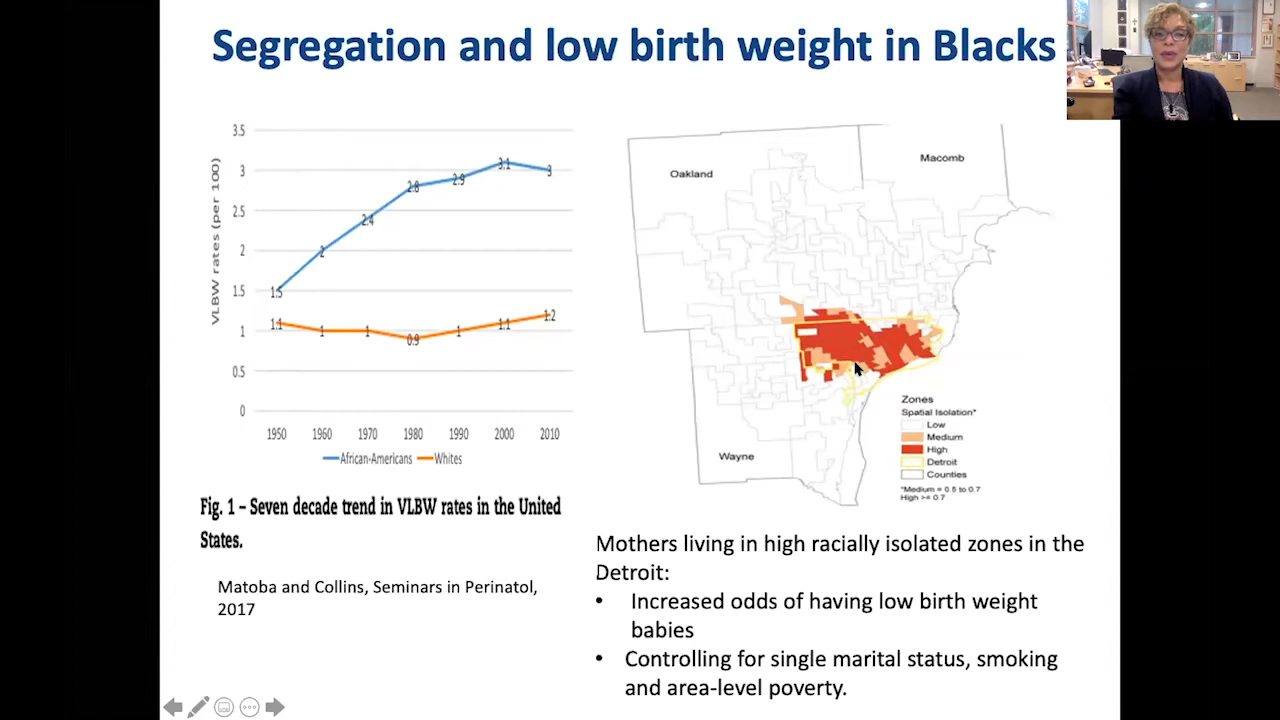 Segregation and low birth weight in Blacks
VLBW rates (per 100)
3.5
3
2.5
2
1.5
1
0.5
0
1.5
2
2.4
2.8
2.9
3.1
3
1.1
1
1
0.9
1
1.1
1.2
1950 1960 1970 1980 1990 2000 2010
African-Americans Whites
Fig. 1 – Seven decade trend in VLBW rates in the United
States.
Matoba and Collins, Seminars in Perinatol,
2017
Oakland
Macomb
Wayne
Zones
Spatial Isolation*
Low
Medium
High
Detroit
Counties
*Medium = 0.5 to 0.7
High >= 0.7
Mothers living in high racially isolated zones in the
Detroit:
• Increased odds of having low birth weight
babies
• Controlling for single marital status, smoking
and area-level poverty.